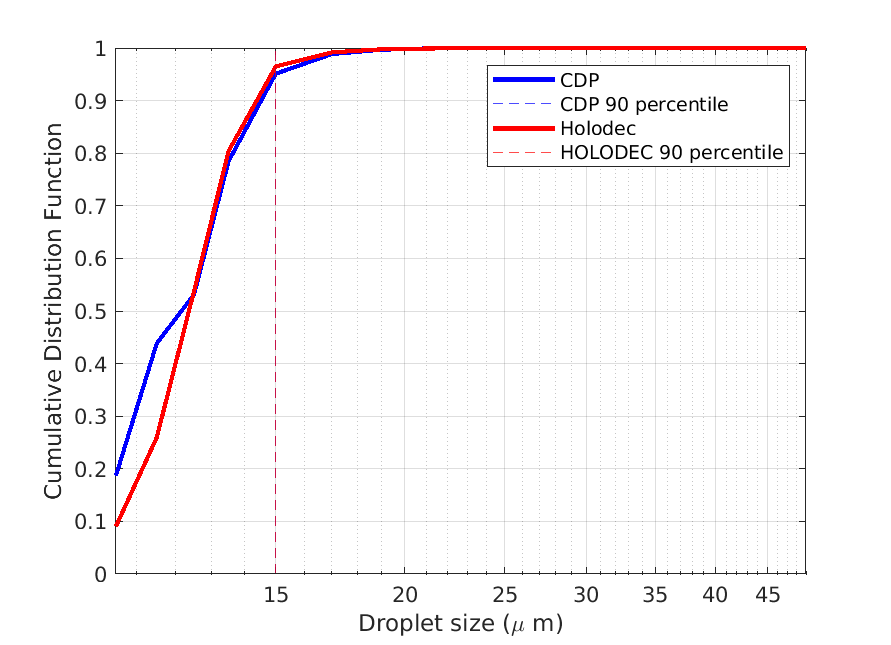 1
0.9
0.8
0.7
0.6
0.5
0.4
0.3
0.2
0.1
0
Cumulative Distribution Function
CDP
CDP 90 percentile
Holodec
HOLODEC 90 percentile
15 20 25 30 35 40 45
Droplet size (μ m)